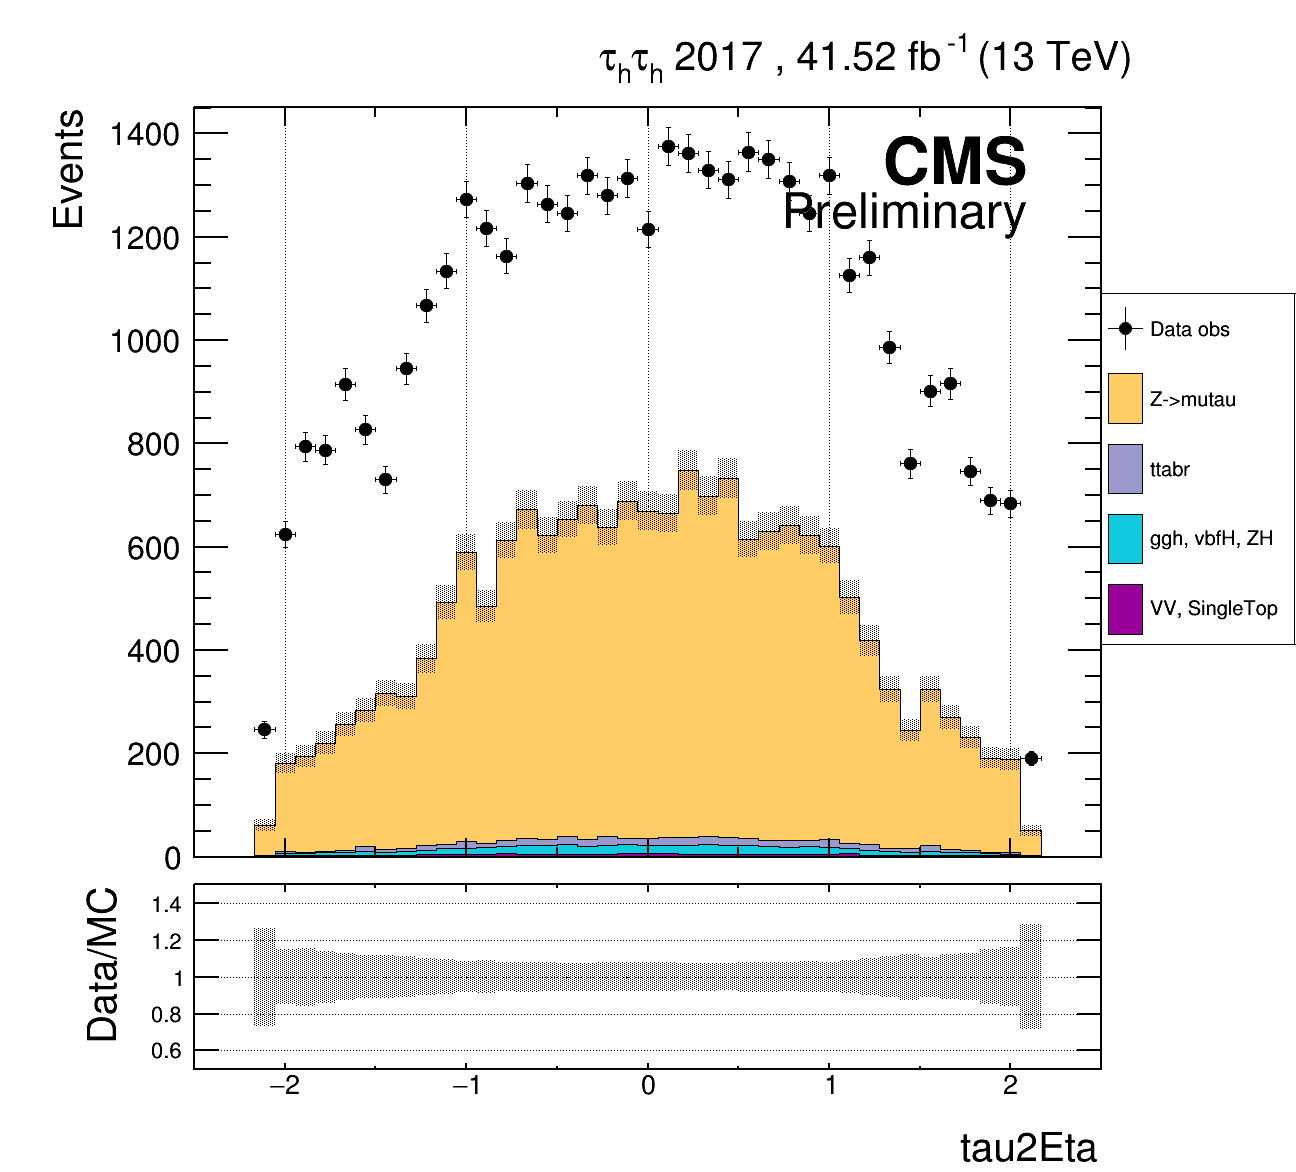 τhτh 2017 , 41.52 fb-1 (13 TeV)
Events
1400
1200
1000
800
600
400
200
0
CMS
Preliminary
Data obs
Z->mutau
ttabr
ggh, vbfH, ZH
VV, SingleTop
Data/MC
1.4
1.2
1
0.8
0.6
−2 −1 0 1 2
tau2Eta